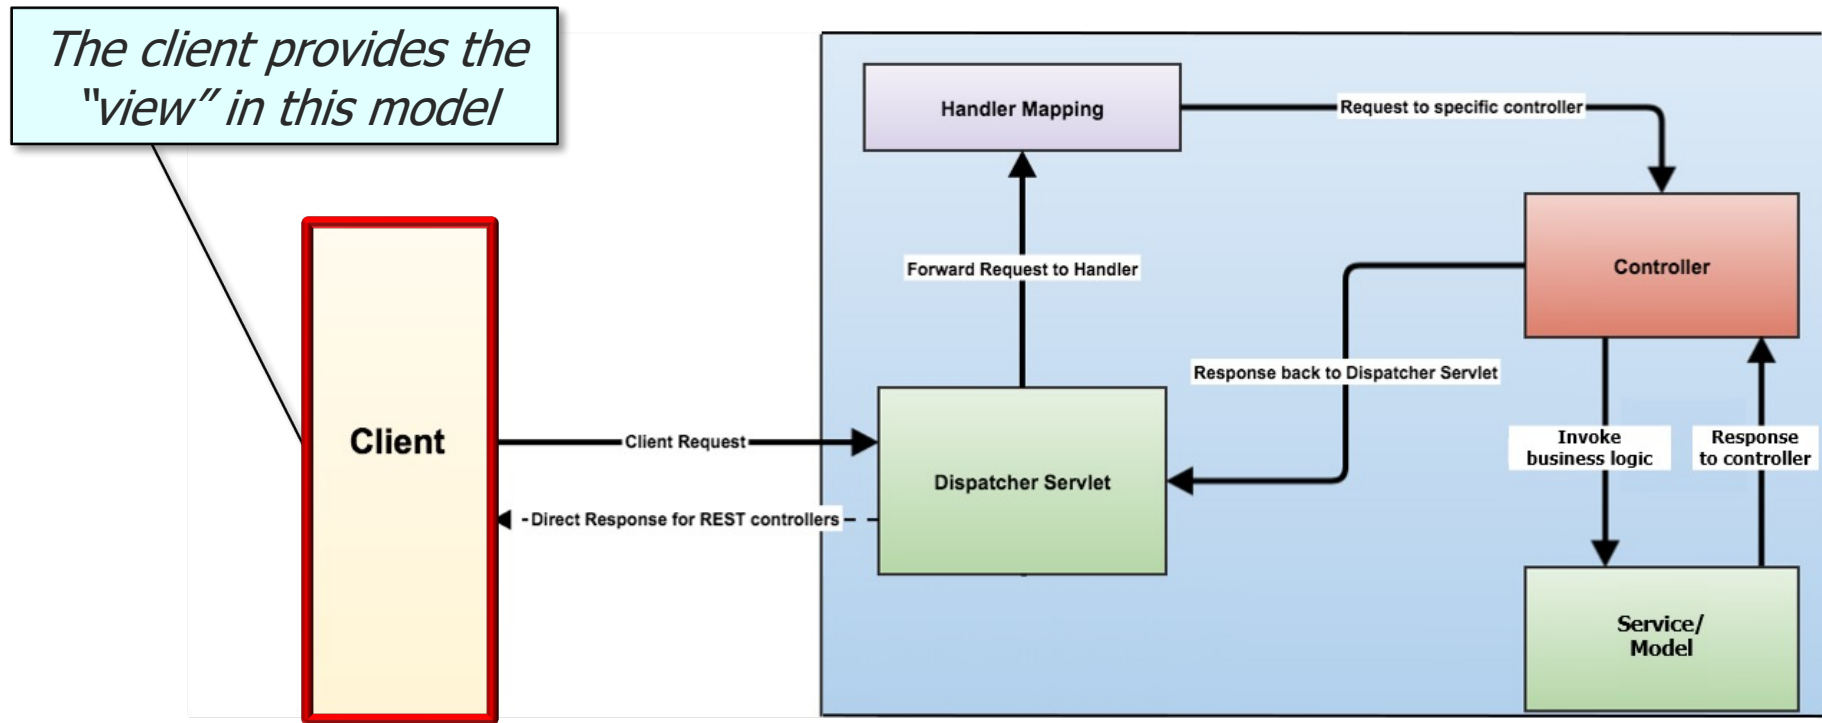 The client provides the
“view” in this model
Handler Mapping
Request to specific controller
Forward Request to Handler
Controller
Response back to Dispatcher Servlet
Client
Client Request
Dispatcher Servlet
Direct Response for REST controllers
Invoke
business logic
Response
to controller
Service/
Model